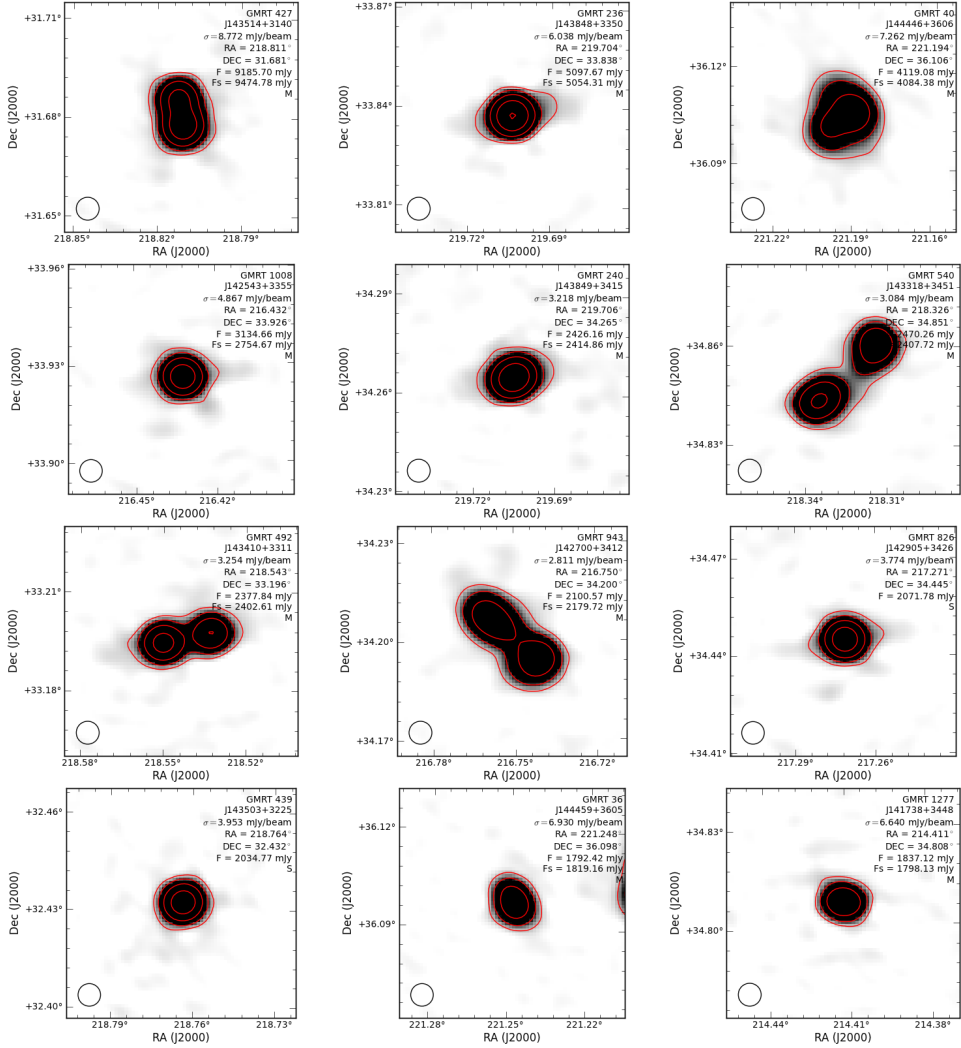 GMRT 427
J143514+3140
σ=8.772 mJy/beam
RA = 218.811°
DEC = 31.681°
F = 9185.70 mJy
Fs = 9474.78 mJy
M
+31.71°
+31.68°
+31.65°
Dec (J2000)
218.85° 218.82° 218.79°
RA (J2000)
GMRT 236
J143848+3350
σ=6.038 mJy/beam
RA = 219.704°
DEC = 33.838°
F = 5097.67 mJy
Fs = 5054.31 mJy
M
+33.87°
+33.84°
+33.81°
Dec (J2000)
219.72° 219.69°
RA (J2000)
GMRT 40
J144446+3606
σ=7.262 mJy/beam
RA = 221.194°
DEC = 36.106°
F = 4119.08 mJy
Fs = 4084.38 mJy
M
+36.12°
+36.09°
Dec (J2000)
221.22° 221.19° 221.16°
RA (J2000)
GMRT 1008
J142543+3355
σ=4.867 mJy/beam
RA = 216.432°
DEC = 33.926°
F = 3134.66 mJy
Fs = 2754.67 mJy
M
+33.96°
+33.93°
+33.90°
Dec (J2000)
216.45° 216.42°
RA (J2000)
GMRT 240
J143849+3415
σ=3.218 mJy/beam
RA = 219.706°
DEC = 34.265°
F = 2426.16 mJy
Fs = 2414.86 mJy
M
+34.29°
+34.26°
+34.23°
Dec (J2000)
219.72° 219.69°
RA (J2000)
GMRT 540
J143318+3451
σ=3.084 mJy/beam
RA = 218.326°
DEC = 34.851°
2470.26 mJy
2407.72 mJy
M
+34.86°
+34.83°
Dec (J2000)
218.34° 218.31°
RA (J2000)
GMRT 492
J143410+3311
σ=3.254 mJy/beam
RA = 218.543°
DEC = 33.196°
F = 2377.84 mJy
Fs = 2402.61 mJy
M
+33.21°
+33.18°
Dec (J2000)
218.58° 218.55° 218.52°
RA (J2000)
GMRT 943
J142700+3412
σ=2.811 mJy/beam
RA = 216.750°
DEC = 34.200°
F = 2100.57 mJy
Fs = 2179.72 mJy
M
+34.23°
+34.20°
+34.17°
Dec (J2000)
216.78° 216.75° 216.72°
RA (J2000)
GMRT 826
J142905+3426
σ=3.774 mJy/beam
RA = 217.271°
DEC = 34.445°
F = 2071.78 mJy
S
+34.47°
+34.44°
+34.41°
Dec (J2000)
217.29° 217.26°
RA (J2000)
GMRT 439
J143503+3225
σ=3.953 mJy/beam
RA = 218.764°
DEC = 32.432°
F = 2034.77 mJy
S
+32.46°
+32.43°
+32.40°
Dec (J2000)
218.79° 218.76° 218.73°
RA (J2000)
GMRT 36
J144459+3605
σ=6.930 mJy/beam
RA = 221.248°
DEC = 36.098°
F = 1792.42 mJy
Fs = 1819.16 mJy
M
+36.12°
+36.09°
Dec (J2000)
221.28° 221.25° 221.22°
RA (J2000)
GMRT 1277
J141738+3448
σ=6.640 mJy/beam
RA = 214.411°
DEC = 34.808°
F = 1837.12 mJy
Fs = 1798.13 mJy
M
+34.83°
+34.80°
Dec (J2000)
214.44° 214.41° 214.38°
RA (J2000)